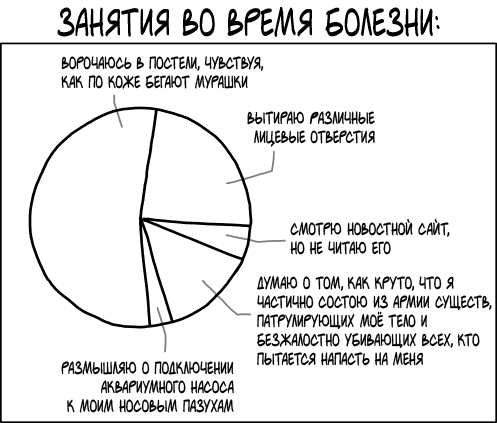 ЗАНЯТИЯ ВО ВРЕМЯ БОЛЕЗНИ:
ВОРОЧАЮСЬ В ПОСТЕЛИ, ЧУВСТВУЯ,
КАК ПО КОЖЕ БЕГАЮТ МУРАШКИ
ВЫТИРАЮ РАЗЛИЧНЫЕ
ЛИЦЕВЫЕ ОТВЕРСТИЯ
СМОТРЮ НОВОСТНОЙ САЙТ,
НО НЕ ЧИТАЮ ЕГО
ДУМАЮ О ТОМ, КАК КРУТО, ЧТО Я
ЧАСТИЧНО СОСТОЮ ИЗ АРМИИ СУЩЕСТВ,
ПАТРУЛИРУЮЩИХ МОЁ ТЕЛО И
БЕЗЖАЛОСТНО УБИВАЮЩИХ ВСЕХ, КТО
ПЫТАЕТСЯ НАПАСТЬ НА МЕНЯ
РАЗМЫШЛЯЮ О ПОДКЛЮЧЕНИИ
АКВАРИУМНОГО НАСОСА
К МОИМ НОСОВЫМ ПАЗУХАМ